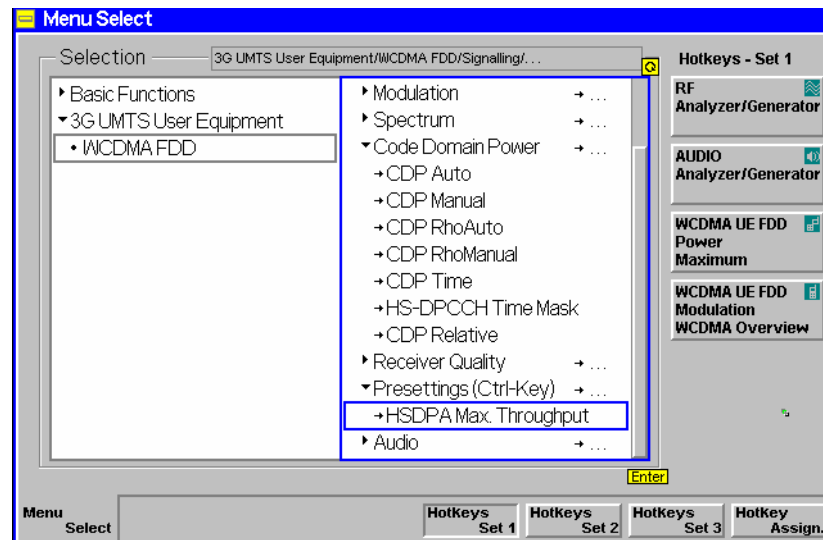 Menu Select
Selection
3G UMTS User Equipment/WCDMA FDD/Signalling/...
Q
Basic Functions
3G UMTS User Equipment
WCDMA FDD
Modulation → ...
Spectrum → ...
Code Domain Power → ...
→CDP Auto
→CDP Manual
→CDP RhoAuto
→CDP RhoManual
→CDP Time
→HS-DPCCH Time Mask
→CDP Relative
Receiver Quality → ...
Presettings (Ctrl-Key) → ...
→HSDPA Max. Throughput
Audio → ...
Enter
Hotkeys - Set 1
RF
Analyzer/Generator
AUDIO
Analyzer/Generator
WCDMA UE FDD
Power
Maximum
WCDMA UE FDD
Modulation
WCDMA Overview
Menu
Select
Hotkeys
Set 1
Hotkeys
Set 2
Hotkeys
Set 3
Hotkey
Assign.